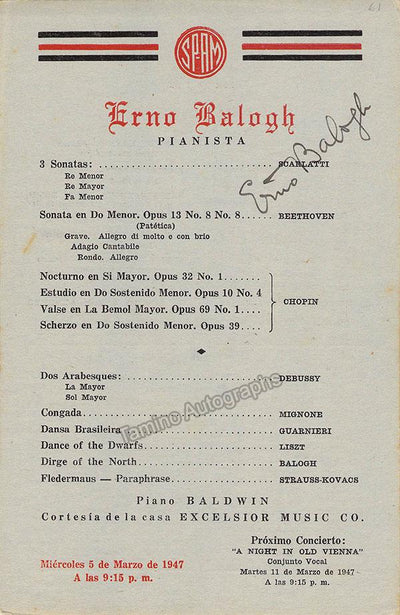 61
SPAM
Erno Balogh
PIANISTA
Erno Balogh
3 Sonatas: SCARLATTI
Re Menor
Re Mayor
Fa Menor
Sonata en Do Menor. Opus 13 No. 8 No. 8 BEETHOVEN
(Patética)
Grave. Allegro di molto e con brio
Adagio Cantabile
Rondo. Allegro
Nocturno en Si Mayor. Opus 32 No. 1
Estudio en Do Sostenido Menor. Opus 10 No. 4
CHOPIN
Valse en La Bemol Mayor. Opus 69 No. 1
Scherzo en Do Sostenido Menor. Opus 39
Dos Arabesques: DEBUSSY
La Mayor
Sol Mayor
Tamino Autographs
Congada MIGNONE
Dansa Brasileira GUARNIERI
Dance of the Dwarfs LISZT
Dirge of the North BALOGH
Fledermaus — Paraphrase STRAUSS-KOVACS
Piano BALDWIN
Cortesía de la casa EXCELSIOR MUSIC CO.
Miércoles 5 de Marzo de 1947
A las 9:15 p. m.
Próximo Concierto:
"A NIGHT IN OLD VIENNA"
Conjunto Vocal
Martes 11 de Marzo de 1947
A las 9:15 p. m.